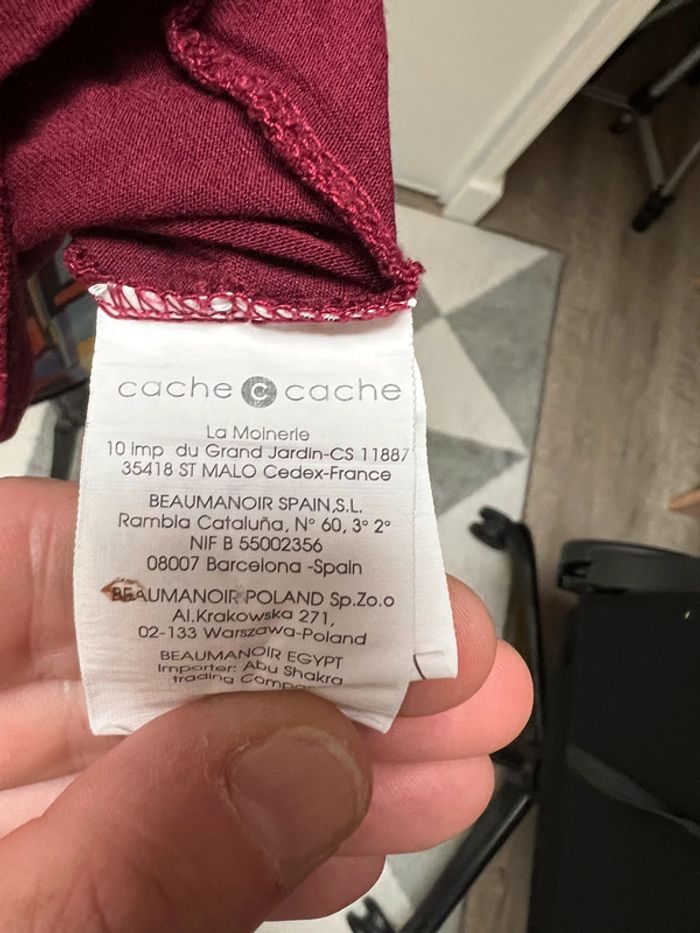 cache c cache
La Moinerie
10 Imp du Grand Jardin-CS 11887
35418 ST MALO Cedex-France
BEAUMANOIR SPAIN,S.L.
Rambla Cataluña, N° 60, 3° 2°
NIF B 55002356
08007 Barcelona -Spain
BEAUMANOIR POLAND Sp.Zo.o
Al.Krakowska 271,
02-133 Warszawa-Poland
BEAUMANOIR EGYPT
Importer: Abu Shakra
trading